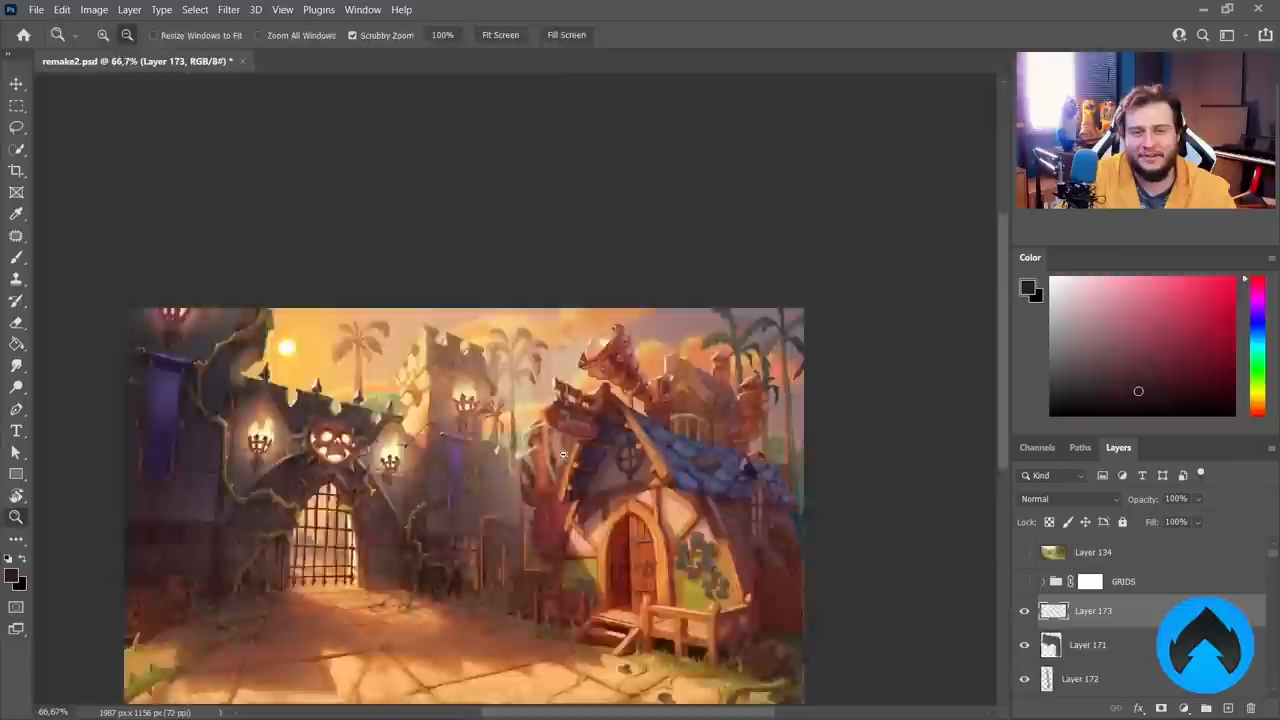 Ps File Edit Image Layer Type Select Filter 3D View Plugins Window Help
Resize Windows to Fit Zoom All Windows Scrubby Zoom 100% Fit Screen Fill Screen
remake2.psd @ 66,7% (Layer 173, RGB/8#) * ×
Color
Channels Paths Layers
Kind
Normal Opacity: 100%
Lock: Fill: 100%
Layer 134
GRIDS
Layer 173
Layer 171
Layer 172
66,67% 1987 px x 1156 px (72 ppi)